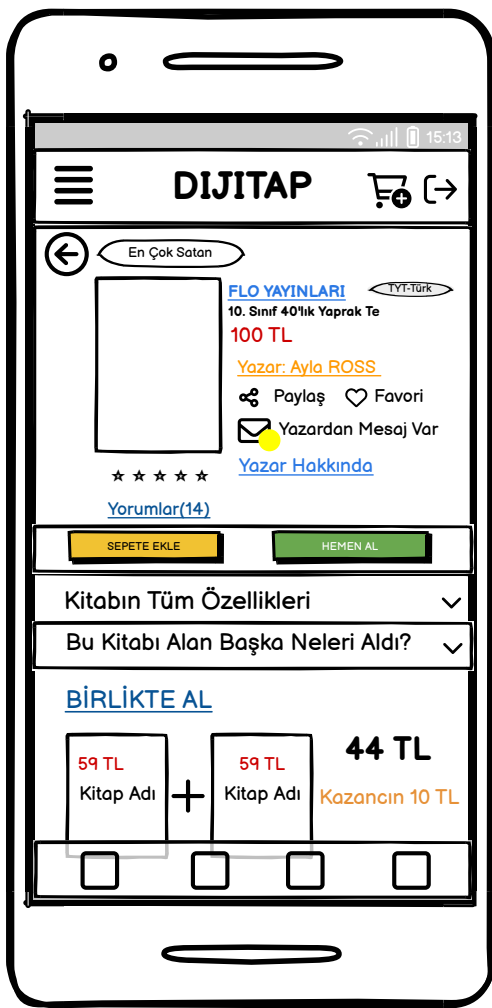 15:13
DIJITAP
En Çok Satan
FLO YAYINLARI
TYT-Türk
10. Sınıf 40'lık Yaprak Te
100 TL
Yazar: Ayla ROSS
Paylaş Favori
Yazardan Mesaj Var
Yazar Hakkında
Yorumlar(14)
SEPETE EKLE
HEMEN AL
Kitabın Tüm Özellikleri
Bu Kitabı Alan Başka Neleri Aldı?
BİRLİKTE AL
59 TL
Kitap Adı
+
59 TL
Kitap Adı
44 TL
Kazancın 10 TL